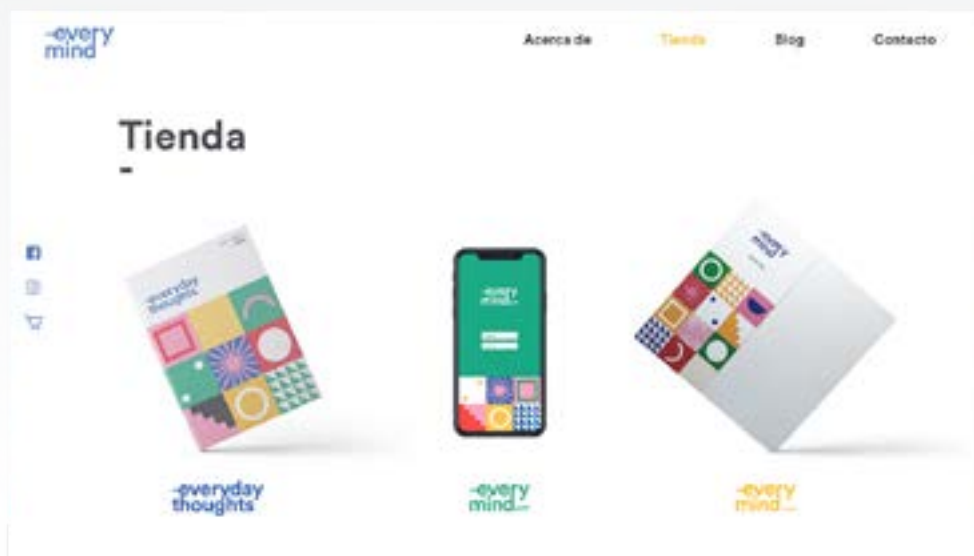 every
mind
Acerca de
Tienda
Blog
Contacto
Tienda
-
everyday
thoughts
every
mind
every
mind
everyday
thoughts
every
mind
every
mind